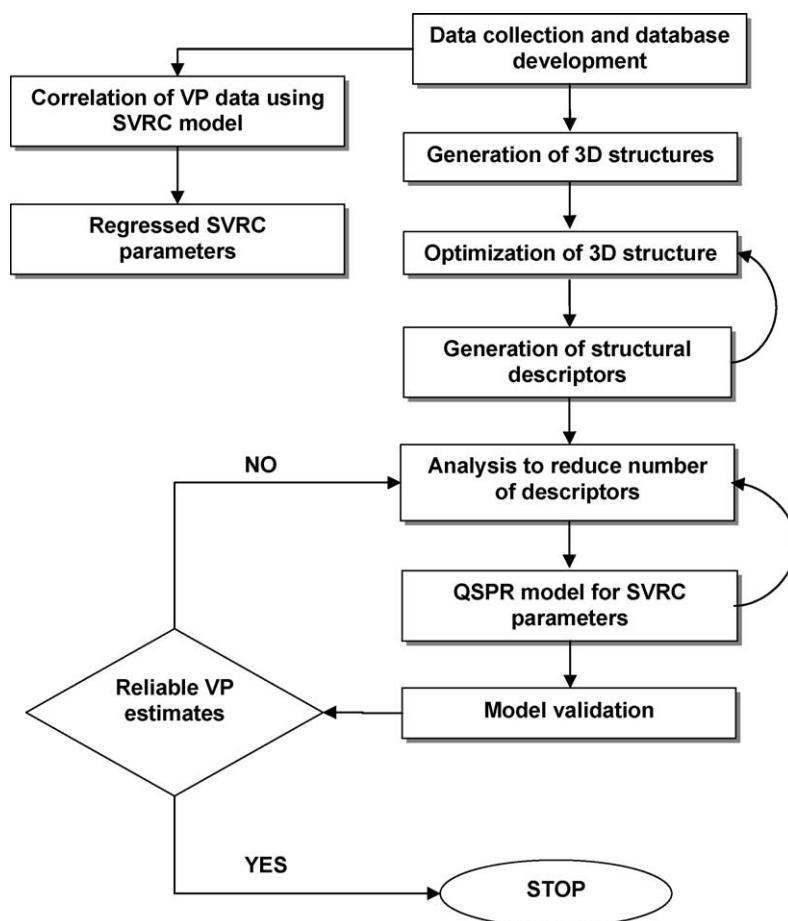 Data collection and database
development
Correlation of VP data using
SVRC model
Generation of 3D structures
Regressed SVRC
parameters
Optimization of 3D structure
Generation of structural
descriptors
NO
Analysis to reduce number
of descriptors
QSPR model for SVRC
parameters
Reliable VP
estimates
Model validation
YES
STOP